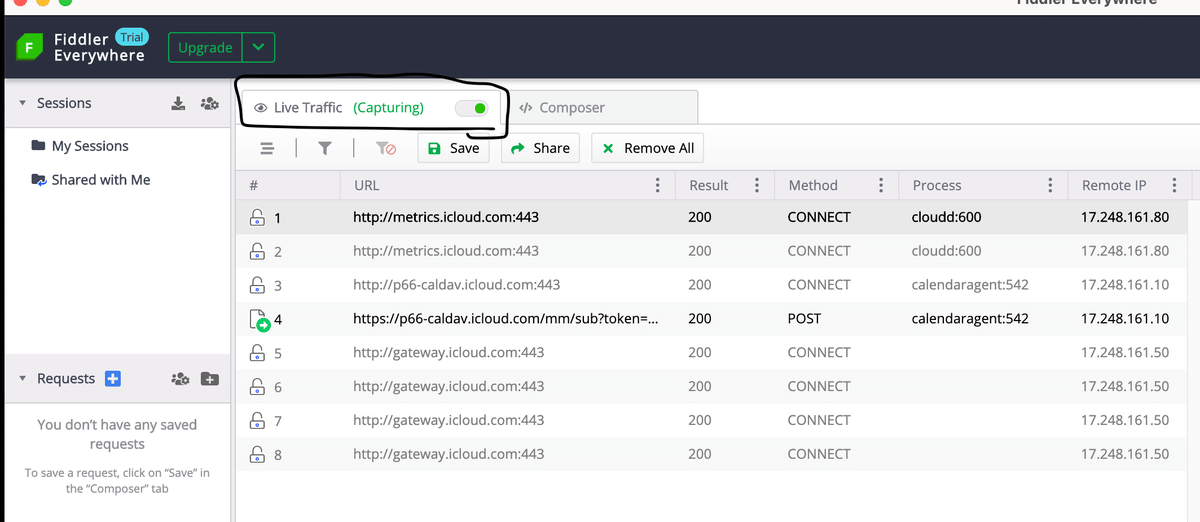 Fiddler Everywhere
Fiddler Trial
Everywhere
Upgrade
Sessions
My Sessions
Shared with Me
Live Traffic (Capturing)
</> Composer
Save Share Remove All
# URL Result Method Process Remote IP
1 http://metrics.icloud.com:443 200 CONNECT cloudd:600 17.248.161.80
2 http://metrics.icloud.com:443 200 CONNECT cloudd:600 17.248.161.80
3 http://p66-caldav.icloud.com:443 200 CONNECT calendaragent:542 17.248.161.10
4 https://p66-caldav.icloud.com/mm/sub?token=... 200 POST calendaragent:542 17.248.161.10
5 http://gateway.icloud.com:443 200 CONNECT 17.248.161.50
6 http://gateway.icloud.com:443 200 CONNECT 17.248.161.50
7 http://gateway.icloud.com:443 200 CONNECT 17.248.161.50
8 http://gateway.icloud.com:443 200 CONNECT 17.248.161.50
Requests
You don't have any saved
requests
To save a request, click on "Save" in
the "Composer" tab